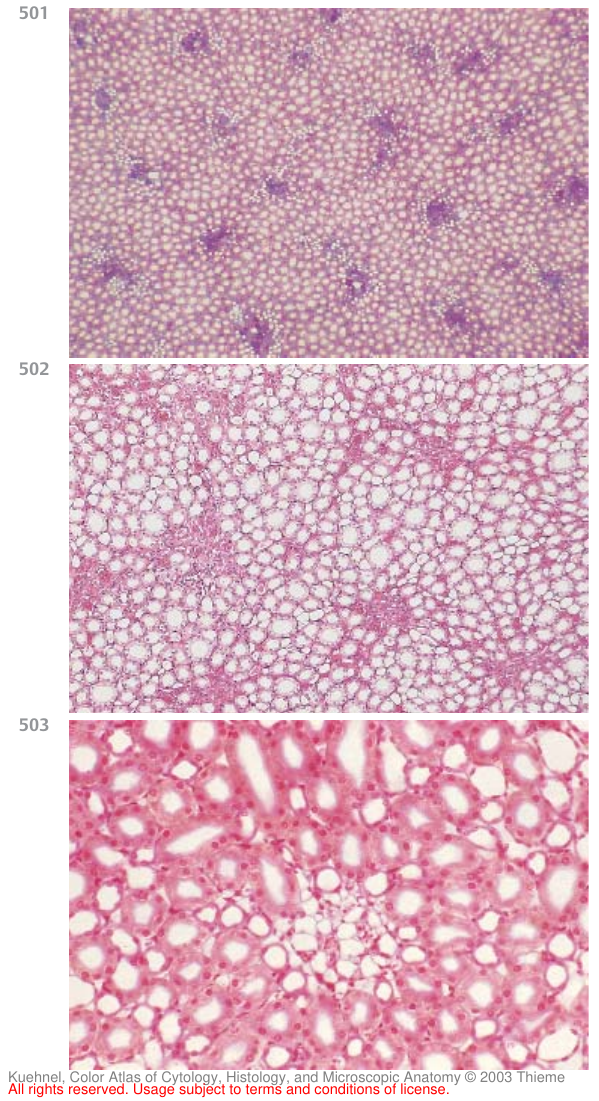 501
502
503
Kuehnel, Color Atlas of Cytology, Histology, and Microscopic Anatomy © 2003 Thieme
All rights reserved. Usage subject to terms and conditions of license.